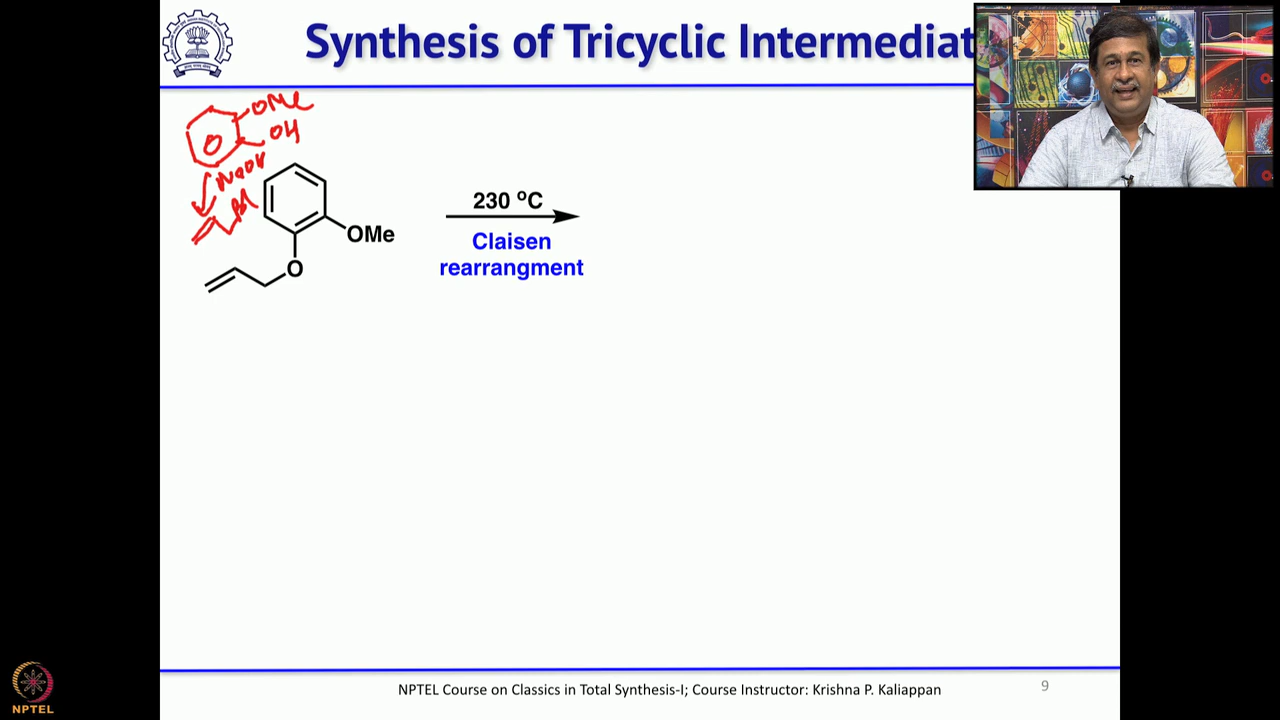 Synthesis of Tricyclic Intermediat
OMe
OH
NaOH
OMe
O
230 ºC
Claisen
rearrangment
NPTEL Course on Classics in Total Synthesis-I; Course Instructor: Krishna P. Kaliappan
9
NPTEL